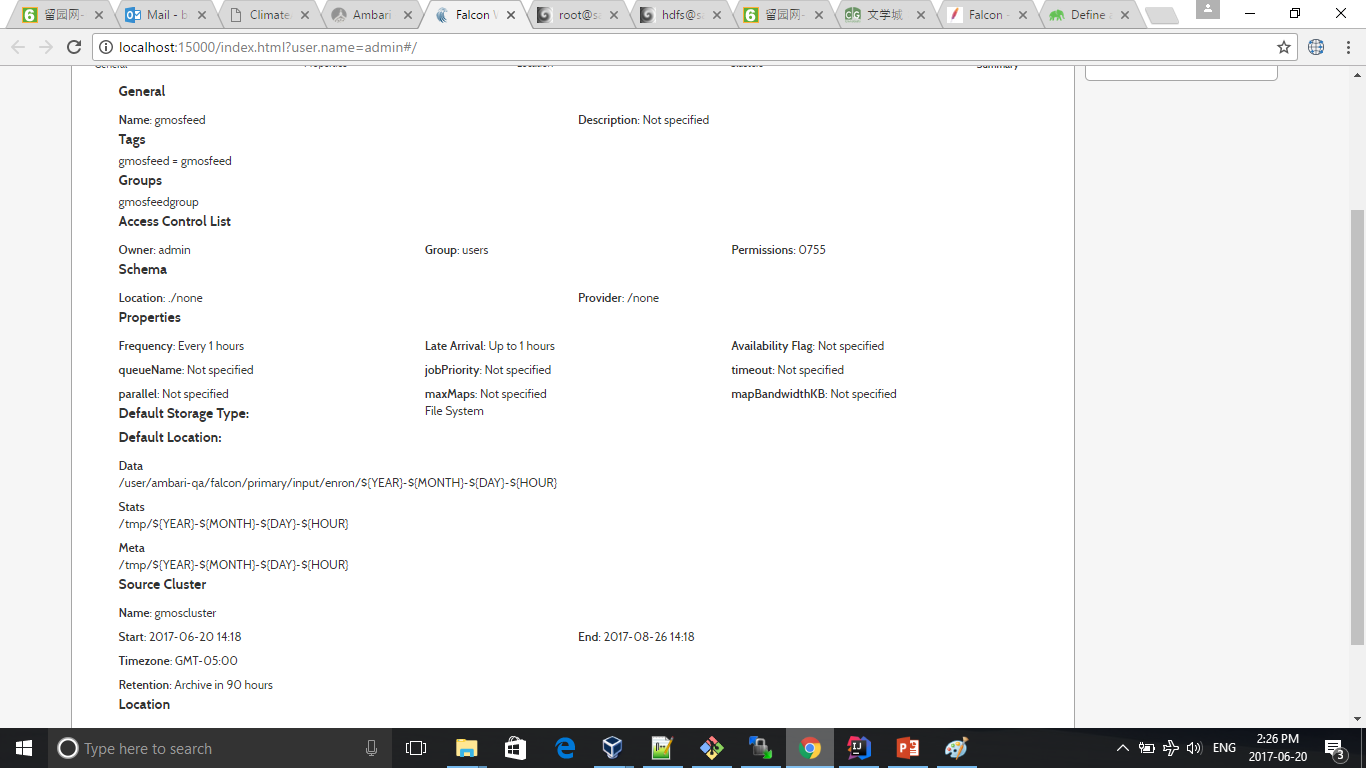 留园网-
Mail - b
Climate.
Ambari
Falcon W
root@sa
hdfs@sa
留园网-
文学城
Falcon -
Define a
localhost:15000/index.html?user.name=admin#/
General Properties Location Clusters Summary
General
Name: gmosfeed Description: Not specified
Tags
gmosfeed = gmosfeed
Groups
gmosfeedgroup
Access Control List
Owner: admin Group: users Permissions: 0755
Schema
Location: ./none Provider: /none
Properties
Frequency: Every 1 hours Late Arrival: Up to 1 hours Availability Flag: Not specified
queueName: Not specified jobPriority: Not specified timeout: Not specified
parallel: Not specified maxMaps: Not specified mapBandwidthKB: Not specified
Default Storage Type: File System
Default Location:
Data
/user/ambari-qa/falcon/primary/input/enron/${YEAR}-${MONTH}-${DAY}-${HOUR}
Stats
/tmp/${YEAR}-${MONTH}-${DAY}-${HOUR}
Meta
/tmp/${YEAR}-${MONTH}-${DAY}-${HOUR}
Source Cluster
Name: gmoscluster
Start: 2017-06-20 14:18 End: 2017-08-26 14:18
Timezone: GMT-05:00
Retention: Archive in 90 hours
Location
Type here to search
ENG
2:26 PM
2017-06-20
3